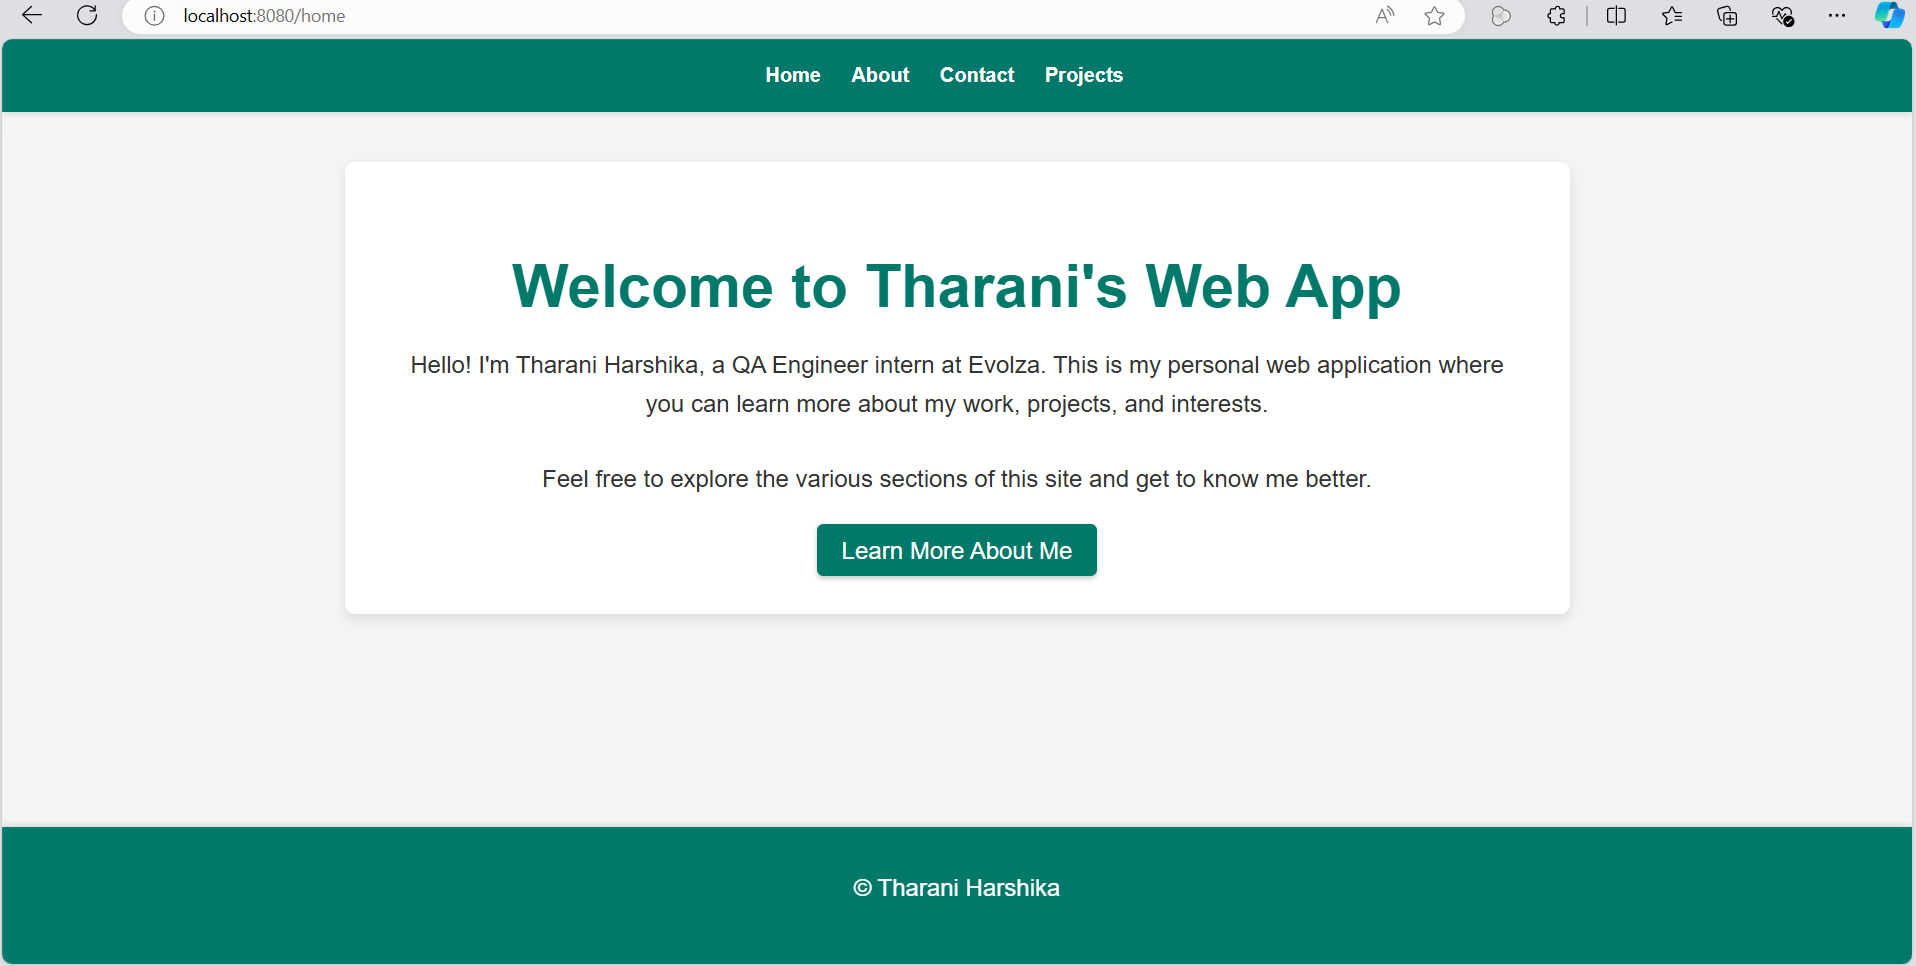 localhost:8080/home
Home About Contact Projects
Welcome to Tharani's Web App
Hello! I'm Tharani Harshika, a QA Engineer intern at Evolza. This is my personal web application where
you can learn more about my work, projects, and interests.
Feel free to explore the various sections of this site and get to know me better.
Learn More About Me
© Tharani Harshika